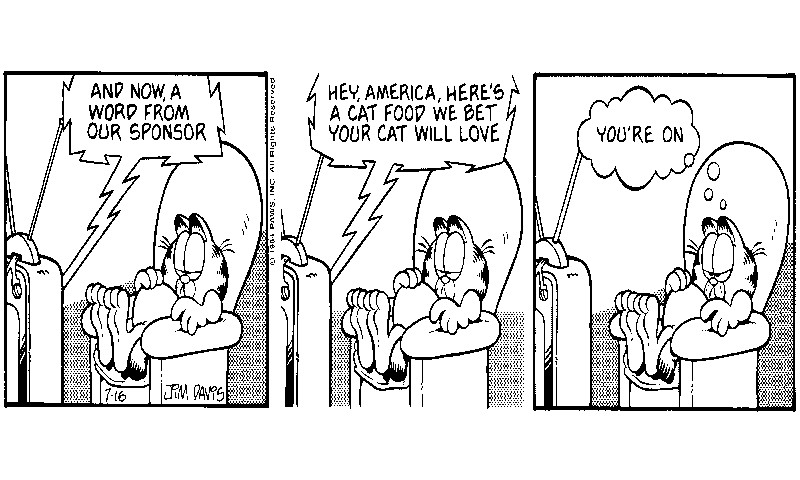 AND NOW, A
WORD FROM
OUR SPONSOR
7-16
JIM DAVIS
© 1984 PAWS, INC. All Rights Reserved
HEY, AMERICA, HERE'S
A CAT FOOD WE BET
YOUR CAT WILL LOVE
YOU'RE ON